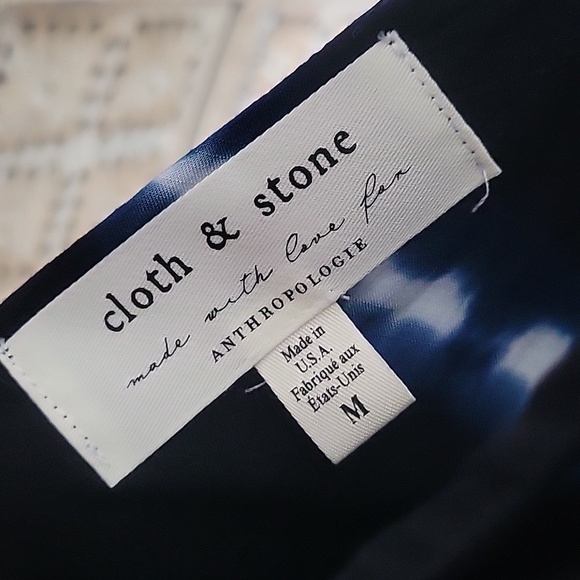 cloth & stone
made with love for
ANTHROPOLOGIE
Made in
U.S.A.
Fabriqué aux
États-Unis
M